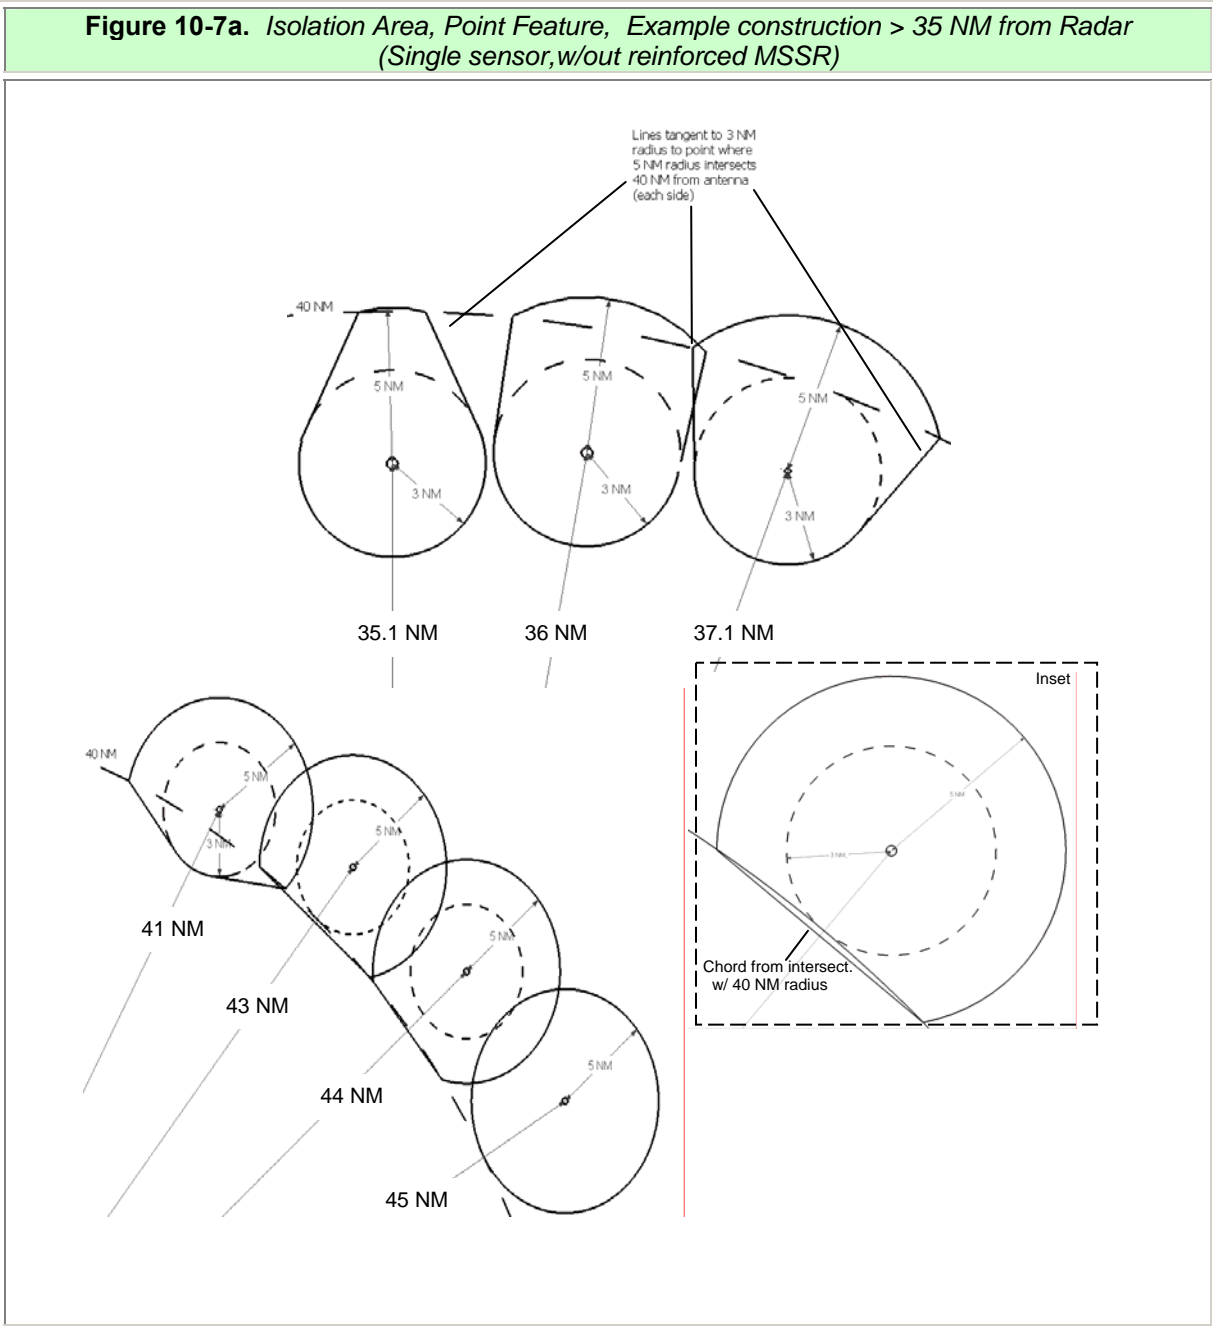 Figure 10-7a. Isolation Area, Point Feature, Example construction > 35 NM from Radar
(Single sensor,w/out reinforced MSSR)
Lines tangent to 3 NM
radius to point where
5 NM radius intersects
40 NM from antenna
(each side)
40 NM
5 NM
3 NM
5 NM
3 NM
5 NM
3 NM
35.1 NM
36 NM
37.1 NM
Inset
40 NM
5 NM
3 NM
5 NM
5 NM
5 NM
41 NM
43 NM
44 NM
45 NM
5 NM
3 NM
Chord from intersect.
w/ 40 NM radius